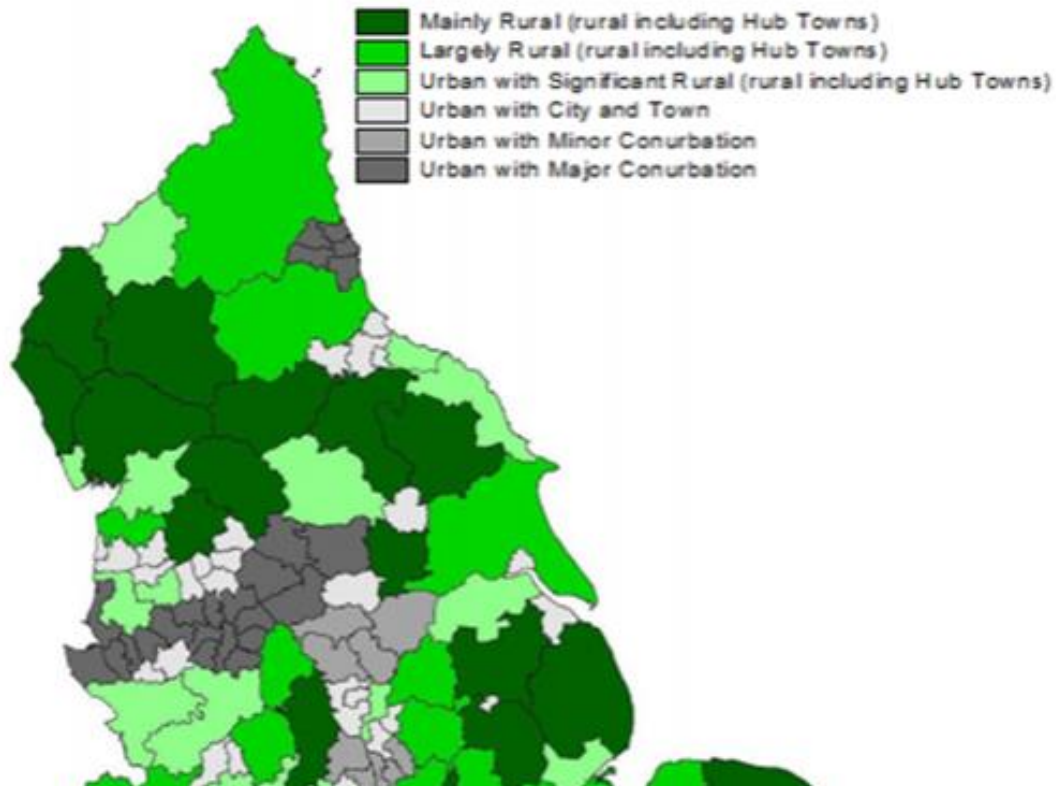 Mainly Rural (rural including Hub Towns)
Largely Rural (rural including Hub Towns)
Urban with Significant Rural (rural including Hub Towns)
Urban with City and Town
Urban with Minor Conurbation
Urban with Major Conurbation